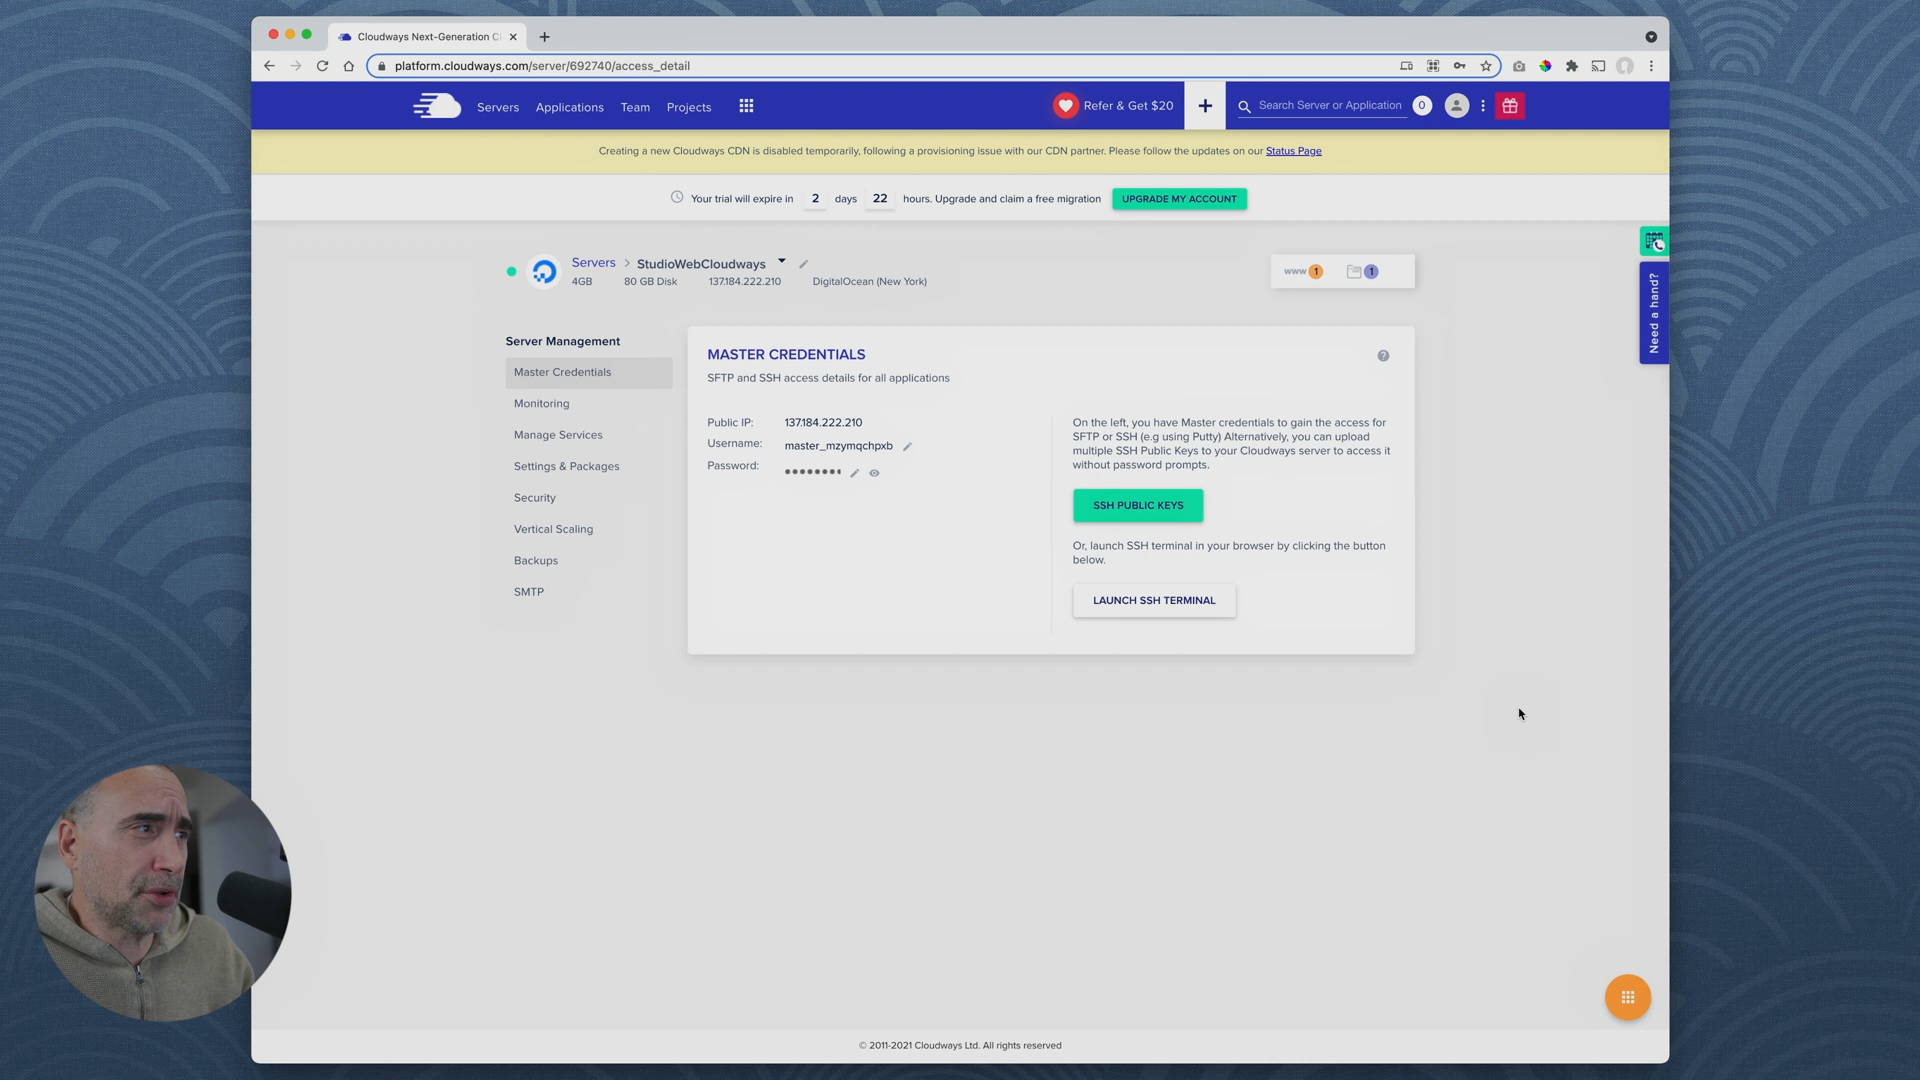 Cloudways Next-Generation C
platform.cloudways.com/server/692740/access_detail
Servers
Applications
Team
Projects
Refer & Get $20
+
Search Server or Application
0
Creating a new Cloudways CDN is disabled temporarily, following a provisioning issue with our CDN partner. Please follow the updates on our Status Page
Your trial will expire in 2 days 22 hours. Upgrade and claim a free migration
UPGRADE MY ACCOUNT
Servers > StudioWebCloudways
4GB 80 GB Disk 137.184.222.210 DigitalOcean (New York)
www 1
1
Need a hand?
Server Management
Master Credentials
Monitoring
Manage Services
Settings & Packages
Security
Vertical Scaling
Backups
SMTP
MASTER CREDENTIALS
SFTP and SSH access details for all applications
Public IP: 137.184.222.210
Username: master_mzymqchpxb
Password: ••••••••
On the left, you have Master credentials to gain the access for
SFTP or SSH (e.g using Putty) Alternatively, you can upload
multiple SSH Public Keys to your Cloudways server to access it
without password prompts.
SSH PUBLIC KEYS
Or, launch SSH terminal in your browser by clicking the button
below.
LAUNCH SSH TERMINAL
© 2011-2021 Cloudways Ltd. All rights reserved